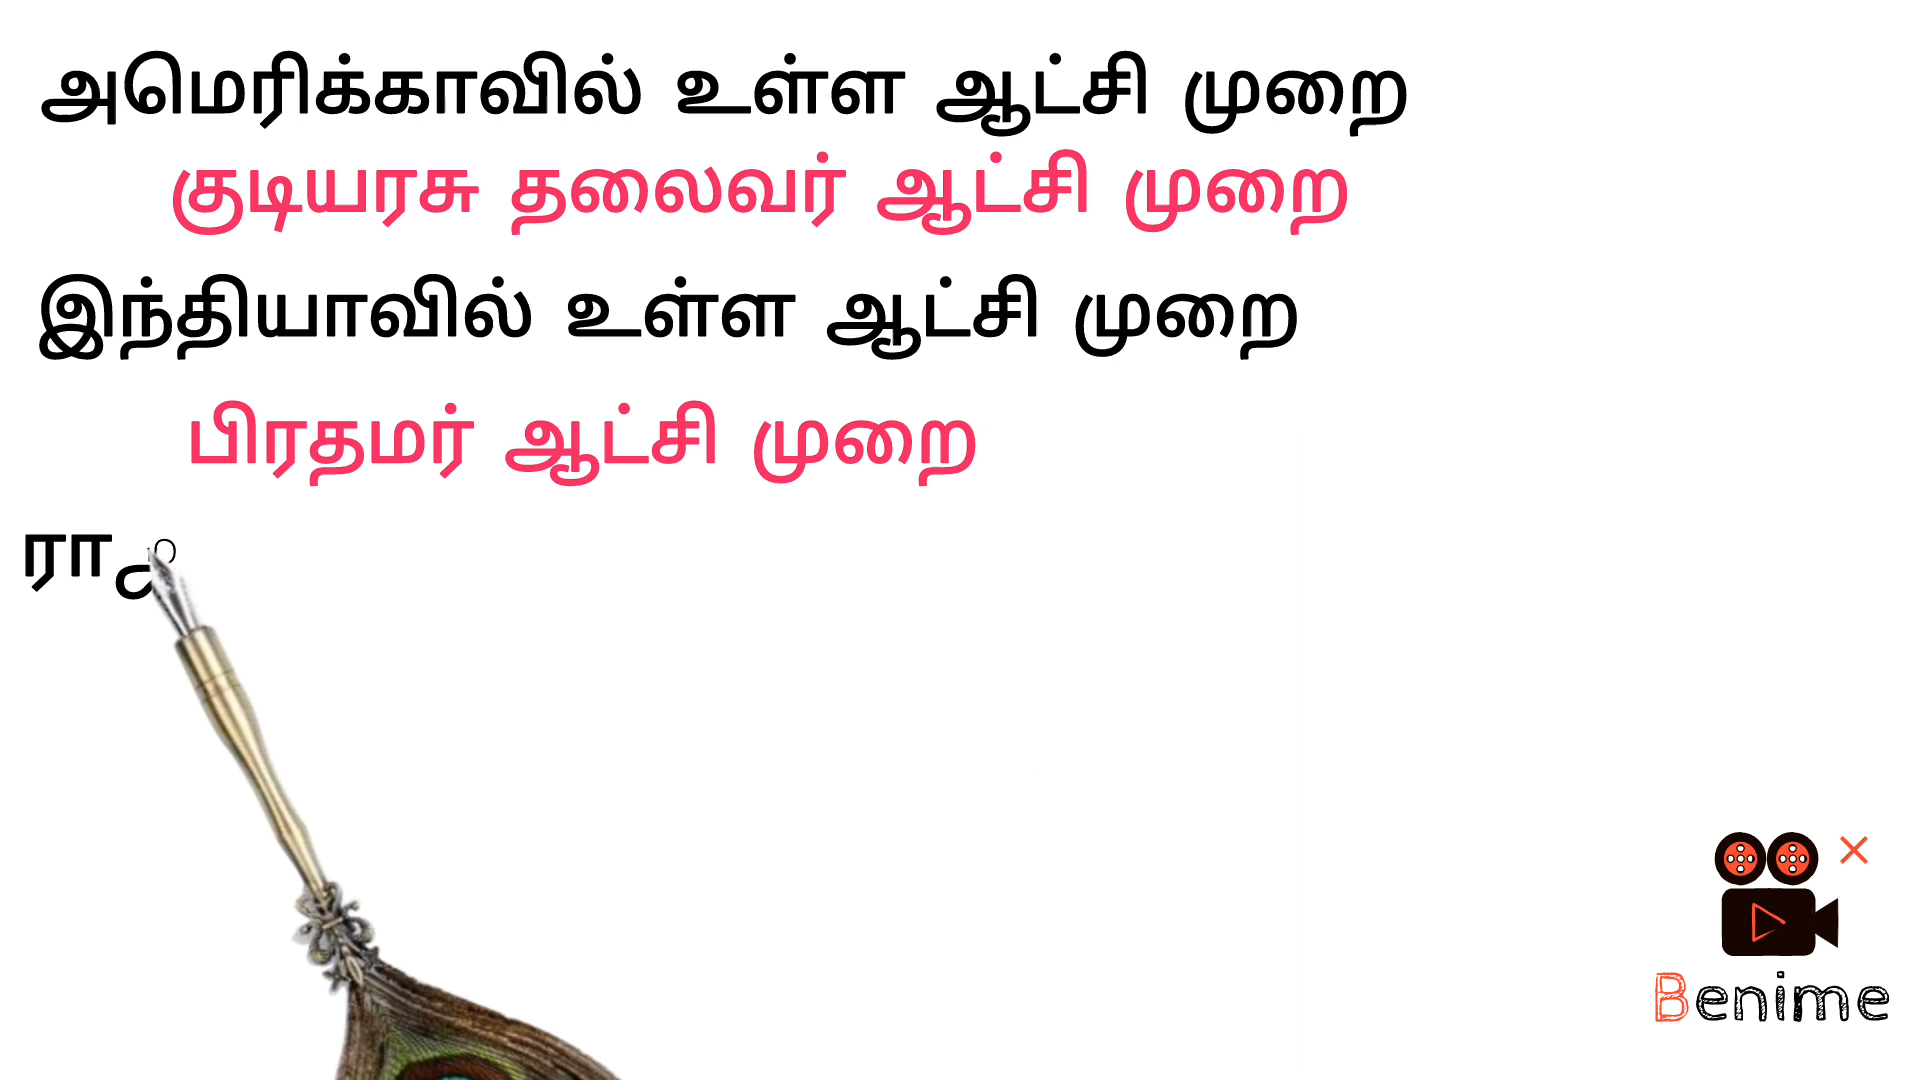 அமெரிக்காவில் உள்ள ஆட்சி முறை
குடியரசு தலைவர் ஆட்சி முறை
இந்தியாவில் உள்ள ஆட்சி முறை
பிரதமர் ஆட்சி முறை
Benime